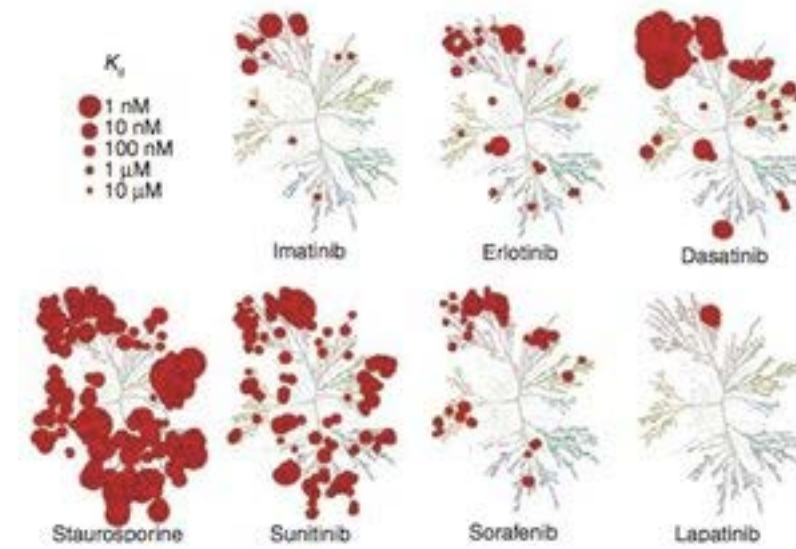 Kd
1 nM
10 nM
100 nM
1 μM
10 μM
Imatinib
Erlotinib
Dasatinib
Staurosporine
Sunitinib
Sorafenib
Lapatinib